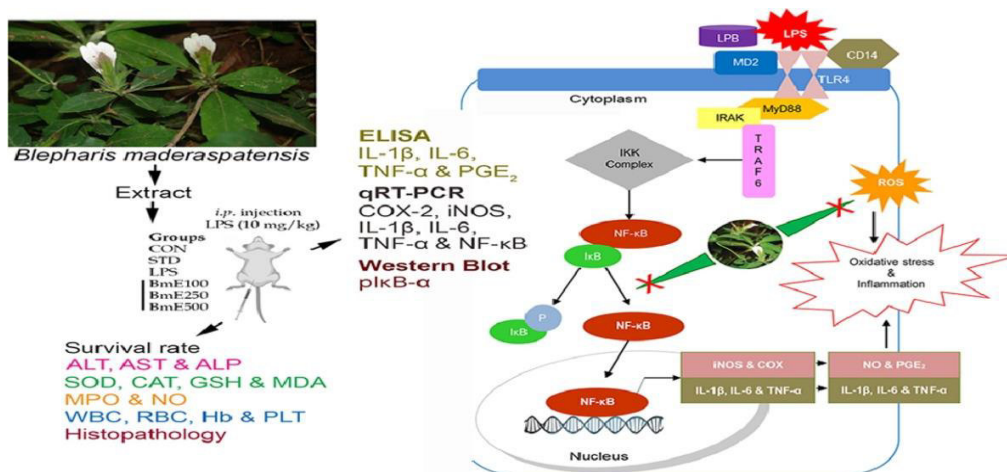 Blepharis maderaspatensis
Extract
i.p. injection
LPS (10 mg/kg)
Groups
CON
STD
LPS
BmE100
BmE250
BmE500
Survival rate
ALT, AST & ALP
SOD, CAT, GSH & MDA
MPO & NO
WBC, RBC, Hb & PLT
Histopathology
ELISA
IL-1β, IL-6,
TNF-α & PGE₂
qRT-PCR
COX-2, iNOS,
IL-1β, IL-6,
TNF-α & NF-κB
Western Blot
pIκB-α
LPB
LPS
MD2
CD14
TLR4
Cytoplasm
MyD88
IRAK
TRAF6
IKK
Complex
ROS
NF-κB
IκB
Oxidative stress
&
Inflammation
P
IκB
NF-κB
iNOS & COX
NO & PGE₂
IL-1β, IL-6 & TNF-α
IL-1β, IL-6 & TNF-α
NF-κB
Nucleus